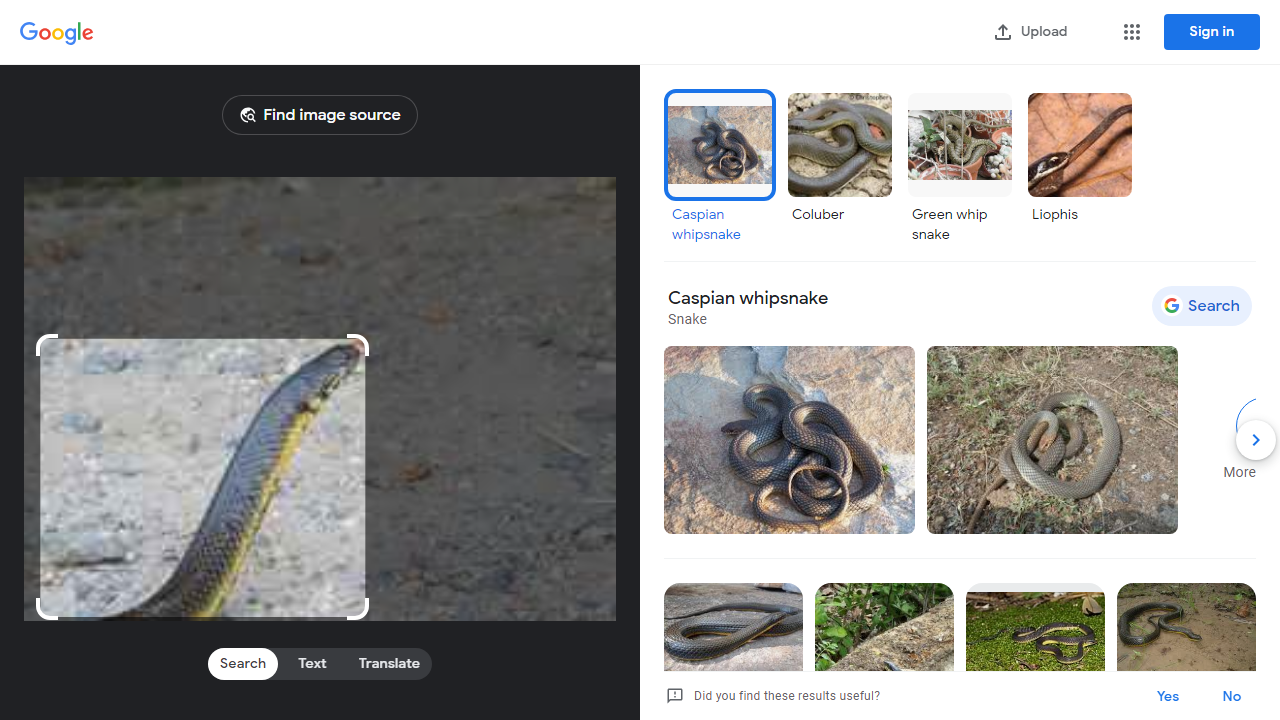 Google
Upload
Sign in
Find image source
Caspian
whipsnake
Coluber
Green whip
snake
Liophis
Caspian whipsnake
Snake
Search
More
Search
Text
Translate
Did you find these results useful?
Yes
No